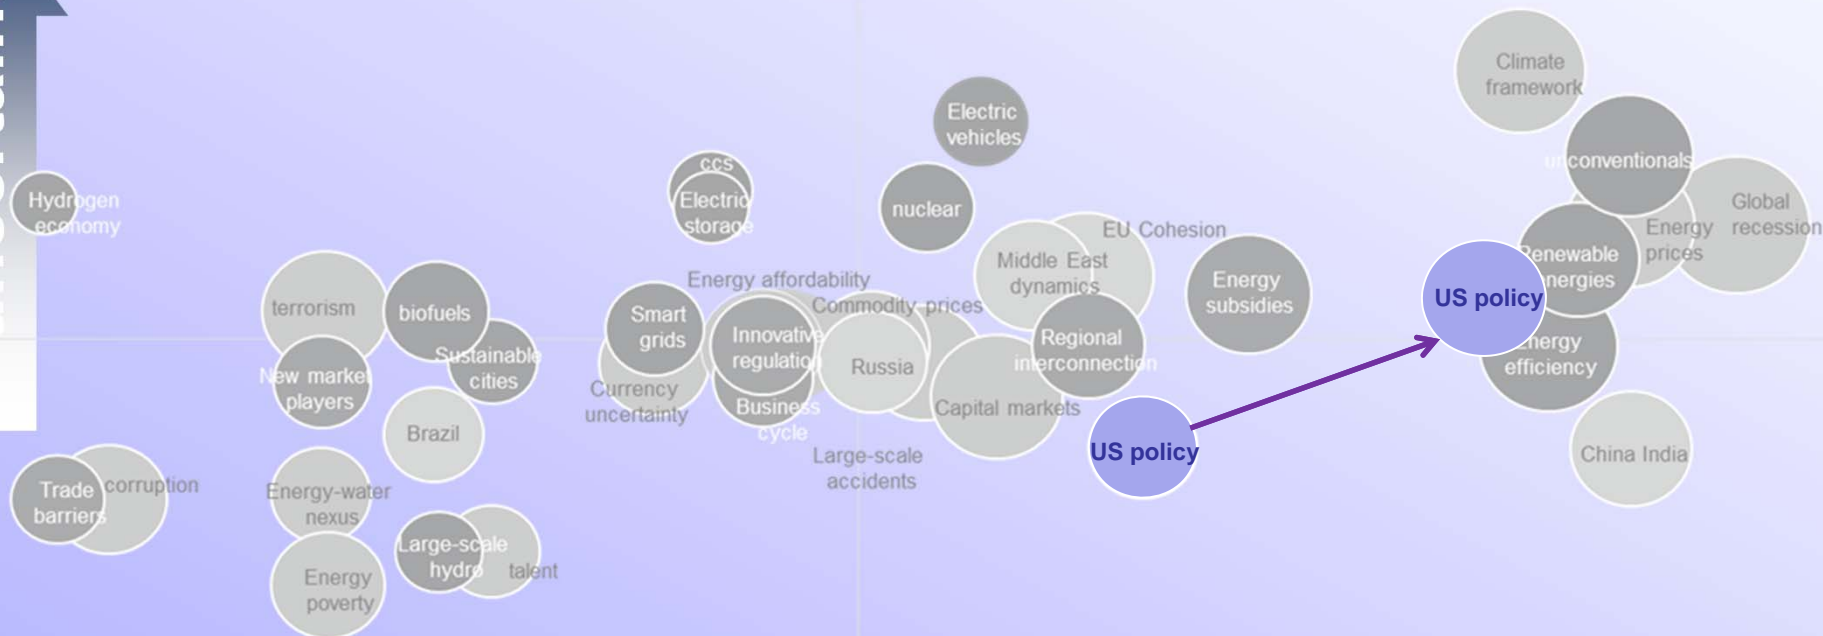 Climate
framework
Electric
vehicles
unconventionals
ccs
Electric
storage
nuclear
Hydrogen
economy
Global
recession
Energy
prices
EU Cohesion
Middle East
dynamics
Renewable
energies
Energy
subsidies
Energy affordability
Commodity prices
US policy
terrorism
biofuels
Smart
grids
Innovative
regulation
Regional
interconnection
Energy
efficiency
Sustainable
cities
Russia
New market
players
Currency
uncertainty
Business
cycle
Capital markets
Brazil
US policy
China India
Large-scale
accidents
Trade
barriers
corruption
Energy-water
nexus
Large-scale
hydro
talent
Energy
poverty